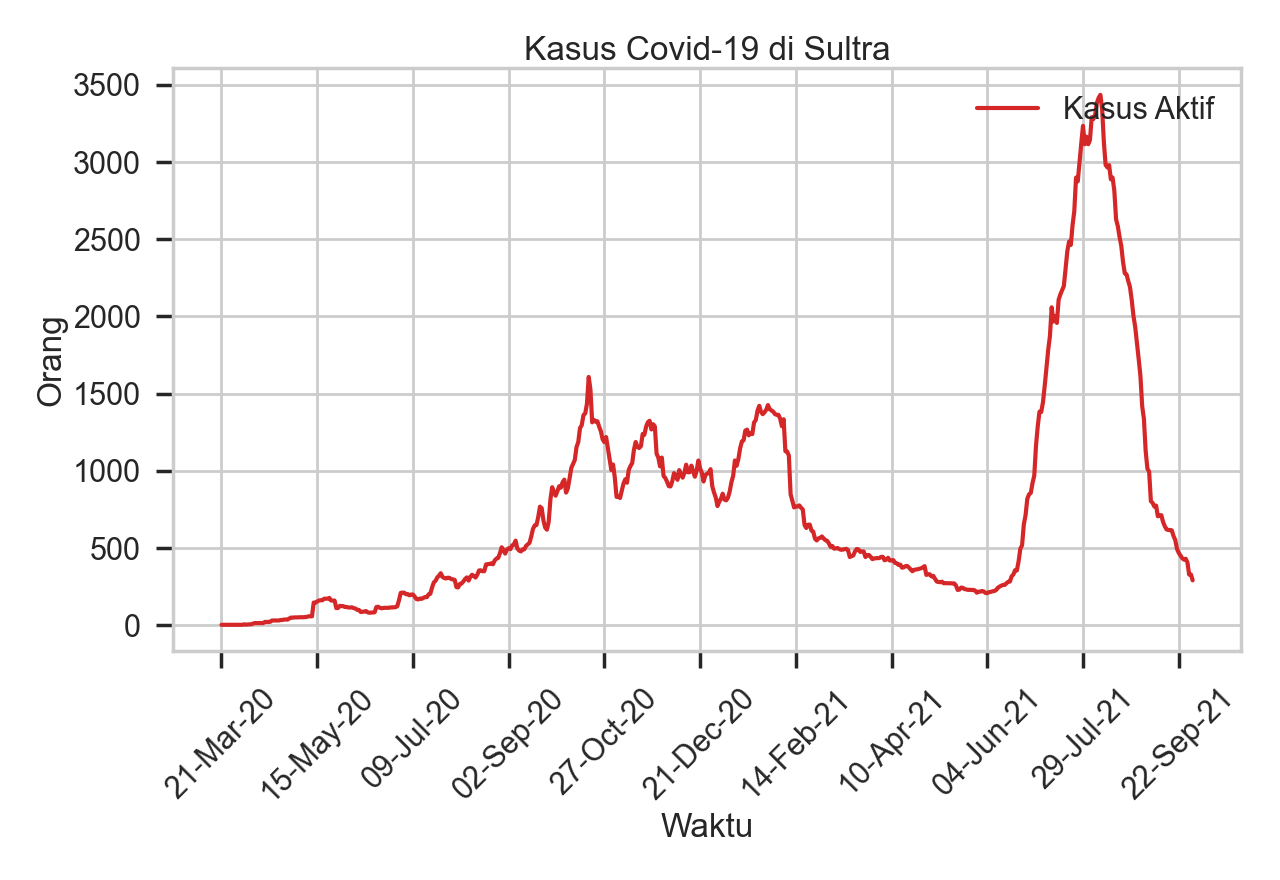 Kasus Covid-19 di Sultra
Kasus Aktif
Orang
3500
3000
2500
2000
1500
1000
500
0
21-Mar-20
15-May-20
09-Jul-20
02-Sep-20
27-Oct-20
21-Dec-20
14-Feb-21
10-Apr-21
04-Jun-21
29-Jul-21
22-Sep-21
Waktu